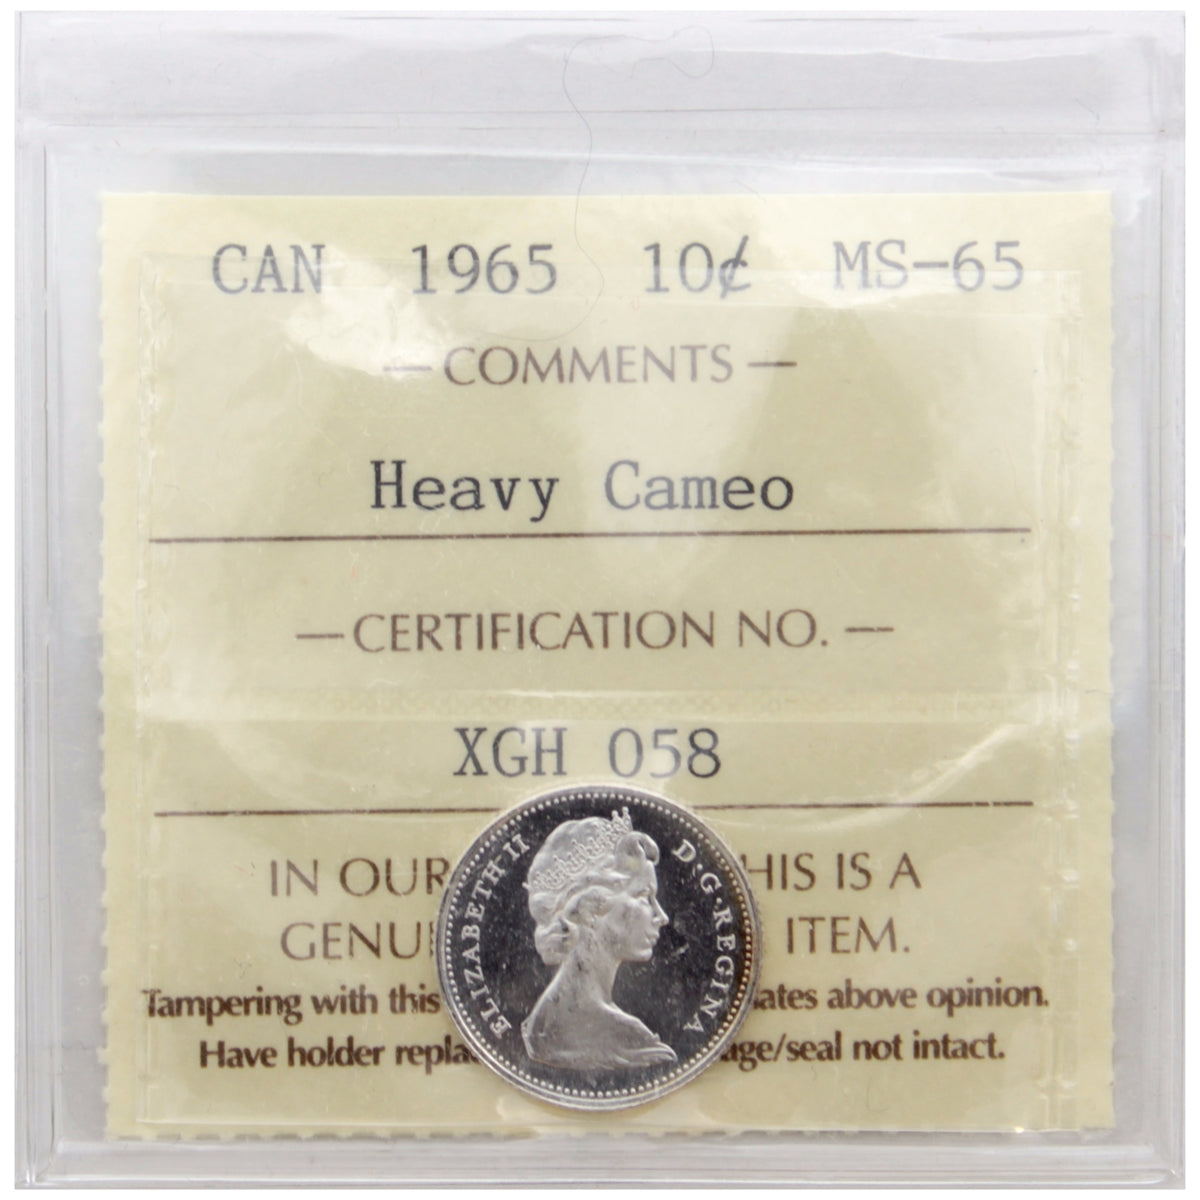 CAN 1965 10¢ MS-65
— COMMENTS —
Heavy Cameo
— CERTIFICATION NO. —
XGH 058
IN OUR HIS IS A
GENUI ITEM.
Tampering with this ates above opinion.
Have holder repla age/seal not intact.
ELIZABETH II D·G·REGINA